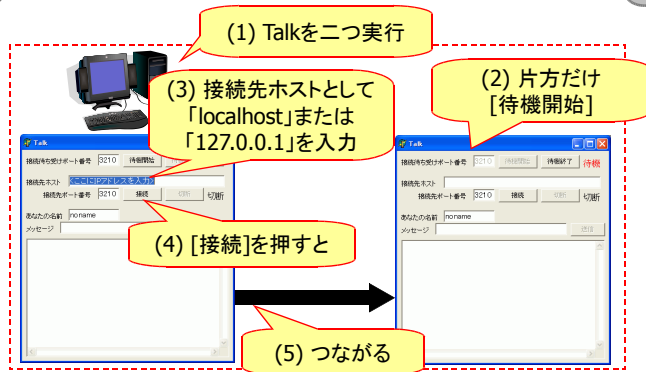 (1) Talkを二つ実行
(2) 片方だけ
[待機開始]
(3) 接続先ホストとして
「localhost」または
「127.0.0.1」を入力
Talk
接続待ち受けポート番号 3210 待機開始
接続先ホスト <ここにIPアドレスを入力>
接続先ポート番号 3210 接続 切断 切断
あなたの名前 noname
メッセージ
(4) [接続]を押すと
Talk
接続待ち受けポート番号 3210 待機開始 待機終了 待機
接続先ホスト
接続先ポート番号 3210 接続 切断 切断
あなたの名前 noname
メッセージ 送信
(5) つながる